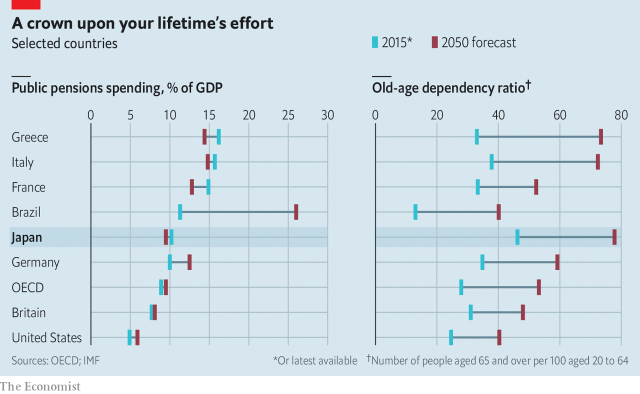 A crown upon your lifetime's effort
Selected countries
2015* 2050 forecast
Public pensions spending, % of GDP
Old-age dependency ratio†
0 5 10 15 20 25 30
0 20 40 60 80
Greece
Italy
France
Brazil
Japan
Germany
OECD
Britain
United States
Sources: OECD; IMF
*Or latest available
†Number of people aged 65 and over per 100 aged 20 to 64
The Economist